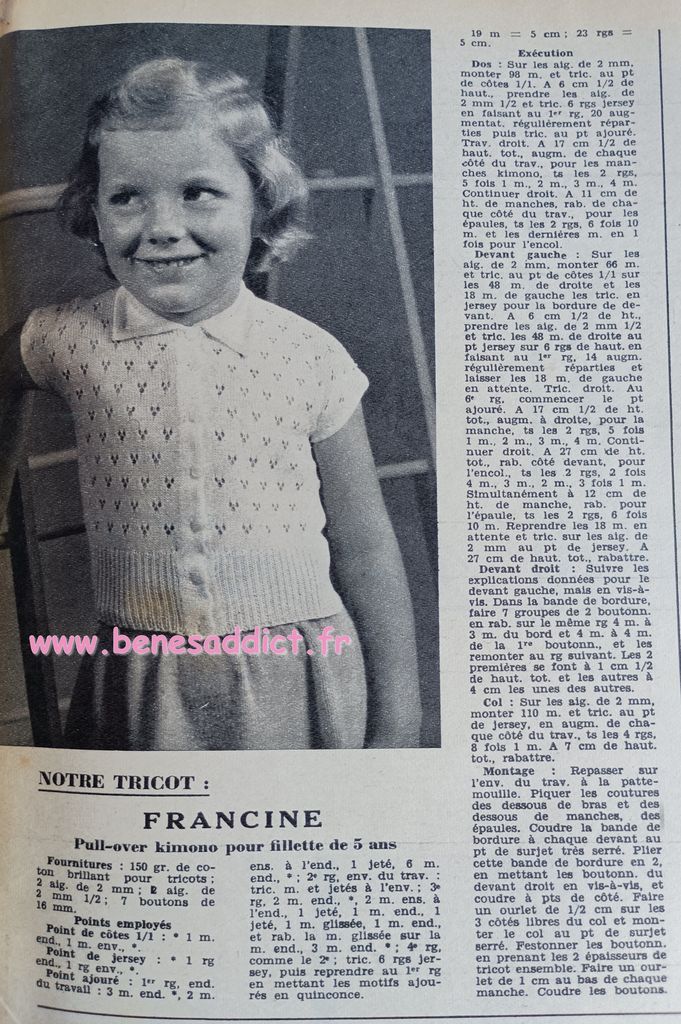 www.benesaddict.fr
NOTRE TRICOT :
FRANCINE
Pull-over kimono pour fillette de 5 ans
Fournitures : 150 gr. de co-
ton brillant pour tricots ;
2 aig. de 2 mm ; 2 aig. de
2 mm 1/2 ; 7 boutons de
16 mm.
Points employés
Point de côtes 1/1 : * 1 m.
end., 1 m. env., *.
Point de jersey : * 1 rg
end., 1 rg env., *.
Point ajouré : 1er rg, end.
du travail : 3 m. end. *, 2 m.
ens. à l'end., 1 jeté, 6 m.
end., * ; 2e rg, env. du trav. :
tric. m. et jetés à l'env. ; 3e
rg, 2 m. end., *, 2 m. ens. à
l'end., 1 jeté, 1 m. end., 1
jeté, 1 m. glissée, 1 m. end.,
et rab. la m. glissée sur la
m. end., 3 m. end. * ; 4e rg,
comme le 2e ; tric. 6 rgs jer-
sey, puis reprendre au 1er rg
en mettant les motifs ajou-
rés en quinconce.
19 m = 5 cm ; 23 rgs =
5 cm.
Exécution
Dos : Sur les aig. de 2 mm,
monter 98 m. et tric. au pt
de côtes 1/1. A 6 cm 1/2 de
haut., prendre les aig. de
2 mm 1/2 et tric. 6 rgs jersey
en faisant au 1er rg, 20 aug-
mentat. régulièrement répar-
ties puis tric. au pt ajouré.
Trav. droit. A 17 cm 1/2 de
haut. tot., augm. de chaque
côté du trav., pour les man-
ches kimono, ts les 2 rgs,
5 fois 1 m., 2 m., 3 m., 4 m.
Continuer droit. A 11 cm de
ht. de manches, rab. de cha-
que côté du trav., pour les
épaules, ts les 2 rgs, 6 fois 10
m. et les dernières m. en 1
fois pour l'encol.
Devant gauche : Sur les
aig. de 2 mm, monter 66 m.
et tric. au pt de côtes 1/1 sur
les 48 m. de droite et les
18 m. de gauche les tric. en
jersey pour la bordure de de-
vant. A 6 cm 1/2 de ht.,
prendre les aig. de 2 mm 1/2
et tric. les 48 m. de droite au
pt jersey sur 6 rgs de haut. en
faisant au 1er rg, 14 augm.
régulièrement réparties et
laisser les 18 m. de gauche
en attente. Tric. droit. Au
6e rg, commencer le pt
ajouré. A 17 cm 1/2 de ht.
tot., augm. à droite, pour la
manche, ts les 2 rgs, 5 fois
1 m., 2 m., 3 m., 4 m. Conti-
nuer droit. A 27 cm de ht.
tot., rab. côté devant, pour
l'encol., ts les 2 rgs, 2 fois
4 m., 3 m., 2 m., 3 fois 1 m.
Simultanément à 12 cm de
ht. de manche, rab. pour
l'épaule, ts les 2 rgs, 6 fois
10 m. Reprendre les 18 m. en
attente et tric. sur les aig. de
2 mm au pt de jersey. A
27 cm de haut. tot., rabattre.
Devant droit : Suivre les
explications données pour le
devant gauche, mais en vis-à-
vis. Dans la bande de bordure,
faire 7 groupes de 2 boutonn.
en rab. sur le même rg 4 m. à
3 m. du bord et 4 m. à 4 m.
de la 1re boutonn., et les
remonter au rg suivant. Les 2
premières se font à 1 cm 1/2
de haut. tot. et les autres à
4 cm les unes des autres.
Col : Sur les aig. de 2 mm,
monter 110 m. et tric. au pt
de jersey, en augm. de cha-
que côté du trav., ts les 4 rgs,
8 fois 1 m. A 7 cm de haut.
tot., rabattre.
Montage : Repasser sur
l'env. du trav. à la patte-
mouille. Piquer les coutures
des dessous de bras et des
dessous de manches, des
épaules. Coudre la bande de
bordure à chaque devant au
pt de surjet très serré. Plier
cette bande de bordure en 2,
en mettant les boutonn. du
devant droit en vis-à-vis, et
coudre à pts de côté. Faire
un ourlet de 1/2 cm sur les
3 côtés libres du col et mon-
ter le col au pt de surjet
serré. Festonner les boutonn.
en prenant les 2 épaisseurs de
tricot ensemble. Faire un our-
let de 1 cm au bas de chaque
manche. Coudre les boutons.